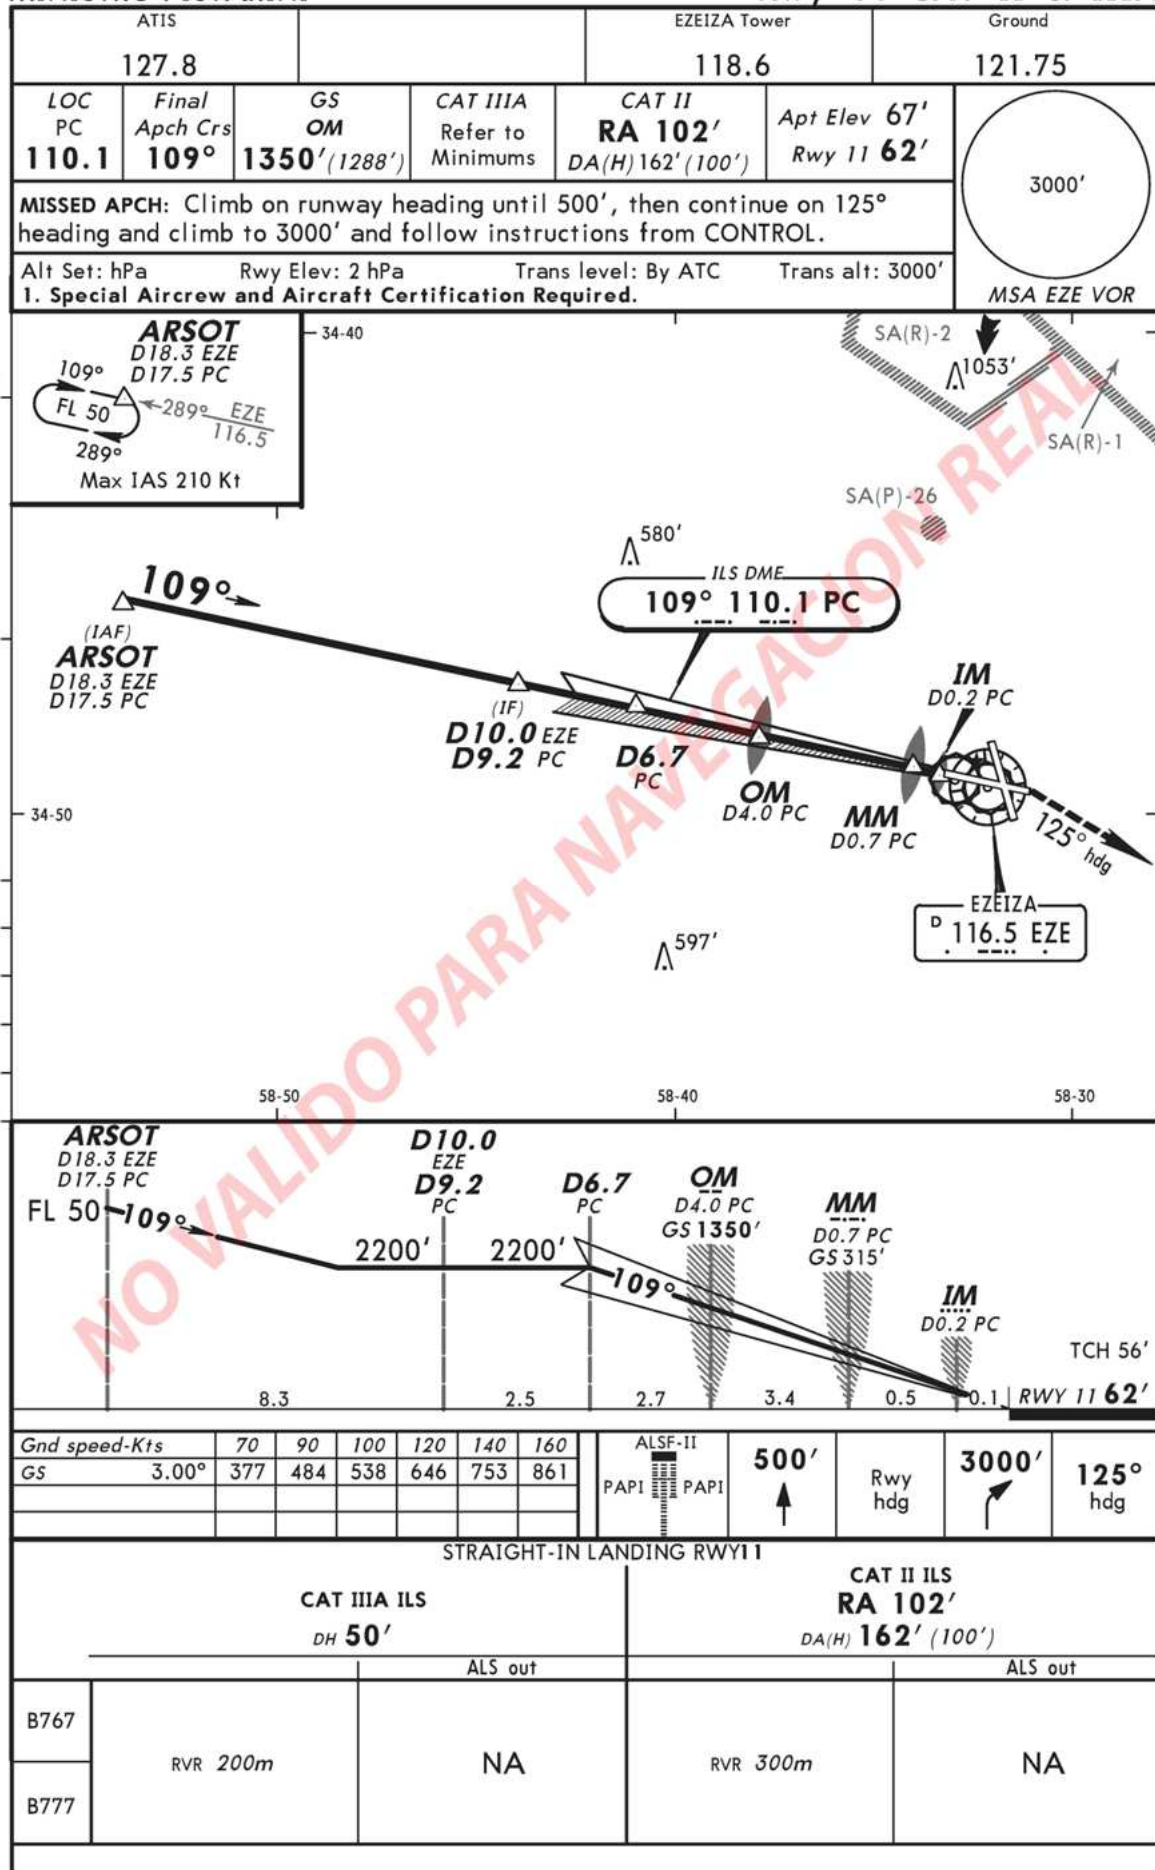 ATIS
127.8
EZEIZA Tower
118.6
Ground
121.75
LOC
PC
110.1
Final
Apch Crs
109°
GS
OM
1350′ (1288′)
CAT IIIA
Refer to
Minimums
CAT II
RA 102′
DA(H) 162′ (100′)
Apt Elev 67′
Rwy 11 62′
3000′
MSA EZE VOR
MISSED APCH: Climb on runway heading until 500′, then continue on 125°
heading and climb to 3000′ and follow instructions from CONTROL.
Alt Set: hPa Rwy Elev: 2 hPa Trans level: By ATC Trans alt: 3000′
1. Special Aircrew and Aircraft Certification Required.
ARSOT
D18.3 EZE
D17.5 PC
109°
FL 50
289° EZE
116.5
289°
Max IAS 210 Kt
34-40
SA(R)-2
1053′
SA(R)-1
SA(P)-26
580′
ILS DME
109° 110.1 PC
109°
(IAF)
ARSOT
D18.3 EZE
D17.5 PC
(IF)
D10.0 EZE
D9.2 PC
D6.7
PC
OM
D4.0 PC
MM
D0.7 PC
IM
D0.2 PC
34-50
125° hdg
EZEIZA
D 116.5 EZE
597′
NO VALIDO PARA NAVEGACION REAL
58-50
58-40
58-30
ARSOT
D18.3 EZE
D17.5 PC
FL 50
109°
D10.0
EZE
D9.2
PC
2200′
2200′
D6.7
PC
109°
OM
D4.0 PC
GS 1350′
MM
D0.7 PC
GS 315′
IM
D0.2 PC
TCH 56′
8.3 2.5 2.7 3.4 0.5 0.1 RWY 11 62′
Gnd speed-Kts 70 90 100 120 140 160
GS 3.00° 377 484 538 646 753 861
ALSF-II
PAPI PAPI
500′
Rwy
hdg
3000′
125°
hdg
STRAIGHT-IN LANDING RWY11
CAT IIIA ILS
DH 50′
CAT II ILS
RA 102′
DA(H) 162′ (100′)
ALS out
ALS out
B767
B777
RVR 200m
NA
RVR 300m
NA